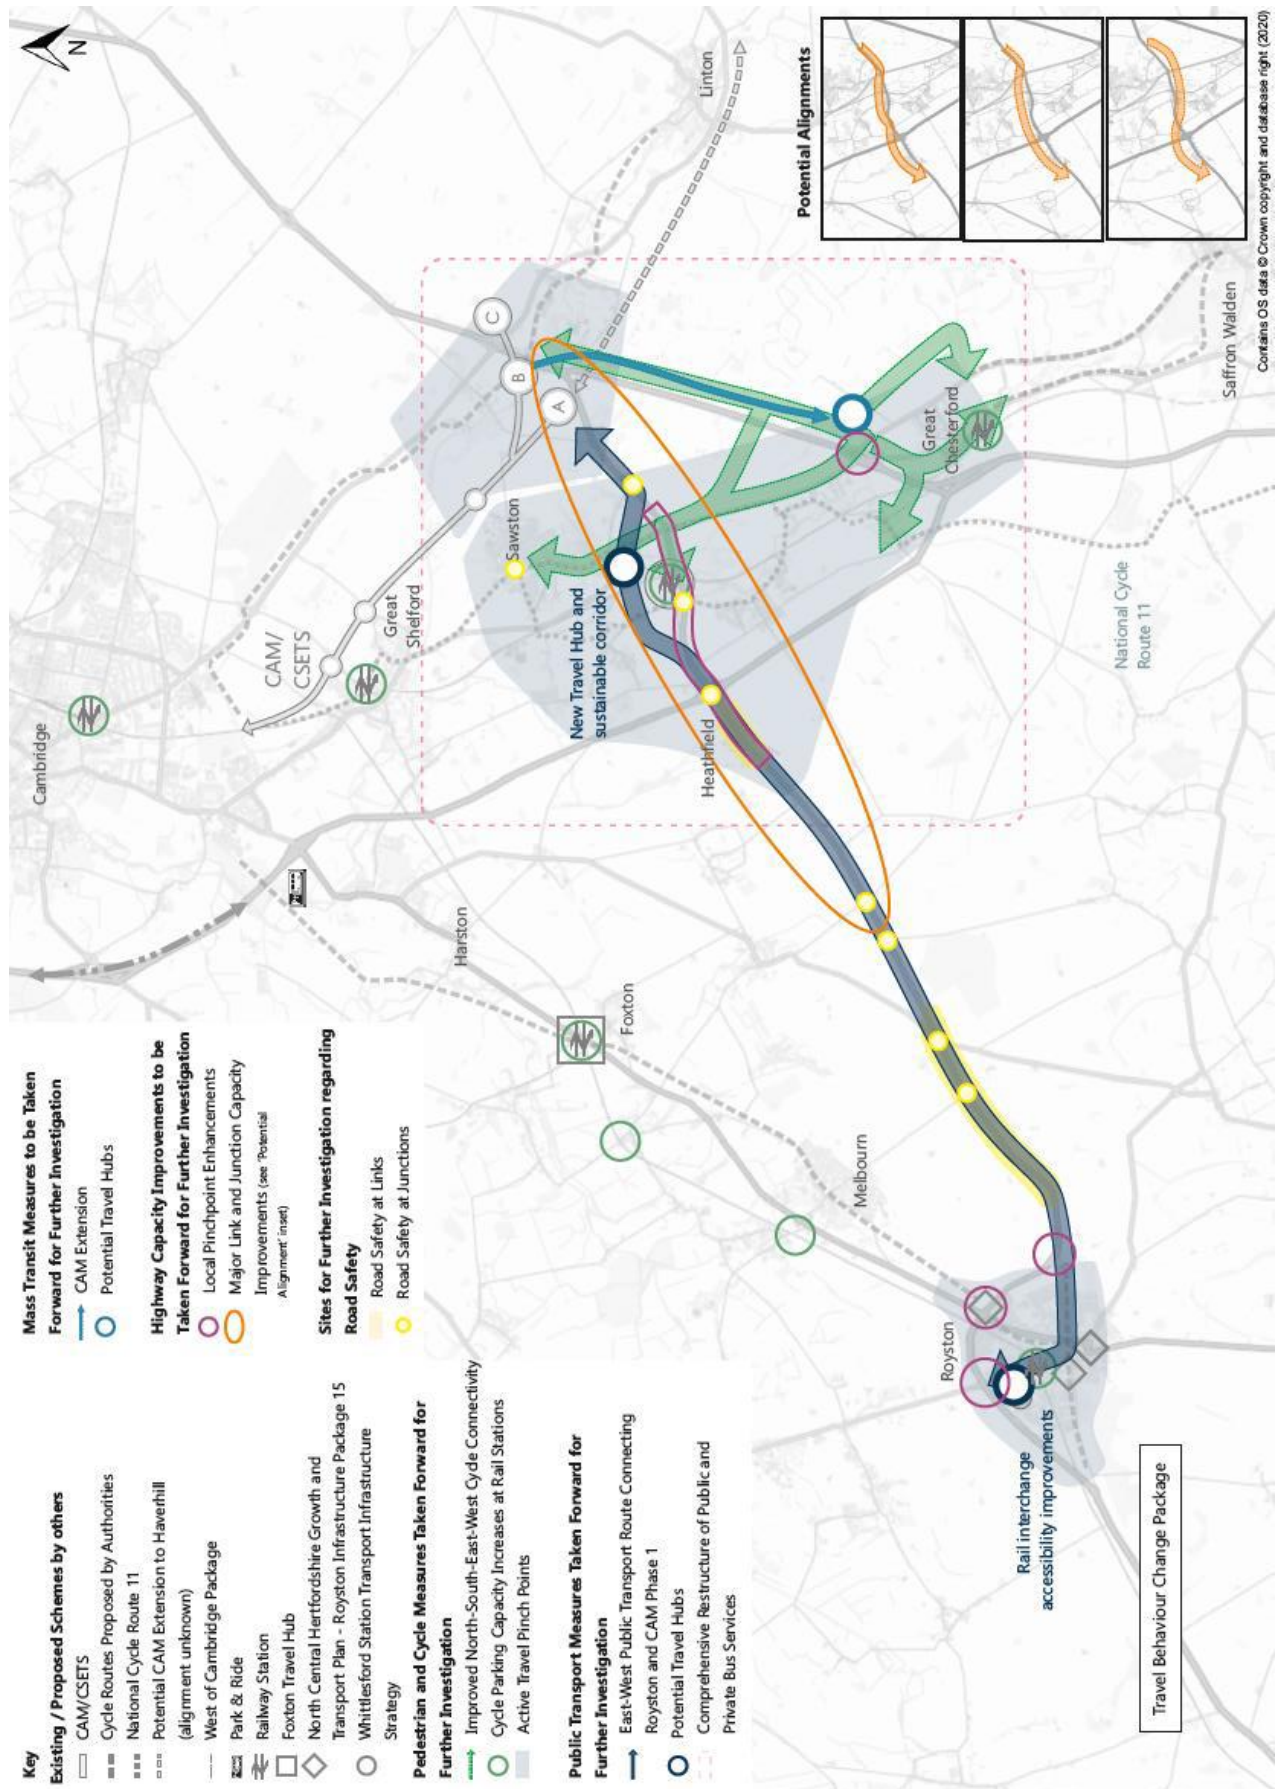 Key
Existing / Proposed Schemes by others
CAM/CSETS
Cycle Routes Proposed by Authorities
National Cycle Route 11
Potential CAM Extension to Haverhill
(alignment unknown)
West of Cambridge Package
Park & Ride
Railway Station
Foxton Travel Hub
North Central Hertfordshire Growth and
Transport Plan - Royston Infrastructure Package 15
Whittlesford Station Transport Infrastructure
Strategy
Pedestrian and Cycle Measures Taken Forward for
Further Investigation
Improved North-South-East-West Cycle Connectivity
Cycle Parking Capacity Increases at Rail Stations
Active Travel Pinch Points
Public Transport Measures Taken Forward for
Further Investigation
East-West Public Transport Route Connecting
Royston and CAM Phase 1
Potential Travel Hubs
Comprehensive Restructure of Public and
Private Bus Services
Mass Transit Measures to be Taken
Forward for Further Investigation
CAM Extension
Potential Travel Hubs
Highway Capacity Improvements to be
Taken Forward for Further Investigation
Local Pinchpoint Enhancements
Major Link and Junction Capacity
Improvements (see 'Potential
Alignment' inset)
Sites for Further Investigation regarding
Road Safety
Road Safety at Links
Road Safety at Junctions
Cambridge
CAM/
CSETS
Great
Shelford
Harston
Foxton
Melbourn
Royston
Sawston
Linton
N
A
B
C
New Travel Hub and
sustainable corridor
Heathfield
Great
Chesterford
National Cycle
Route 11
Saffron Walden
Rail interchange
accessibility improvements
Travel Behaviour Change Package
Potential Alignments
Contains OS data © Crown copyright and database right (2020)